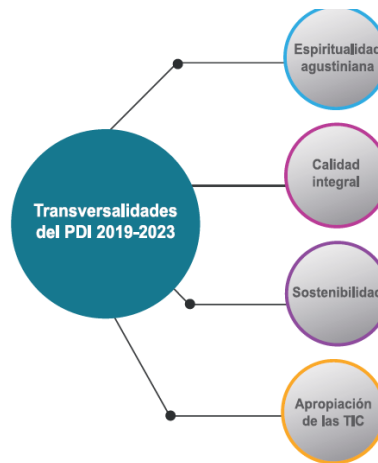 Espiritualidad
agustiniana
Calidad
integral
Transversalidades
del PDI 2019-2023
Sostenibilidad
Apropiación
de las TIC